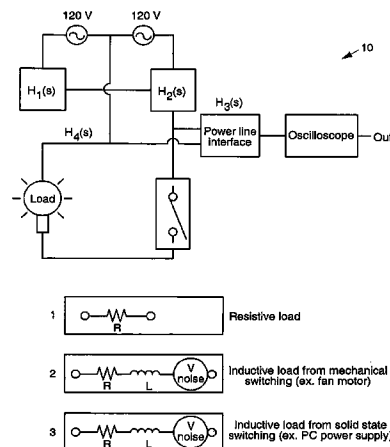 120 V
120 V
10
H1(s)
H2(s)
H3(s)
H4(s)
Power line
interface
Oscilloscope
Out
Load
1
R
Resistive load
2
R
L
V
noise
Inductive load from mechanical
switching (ex. fan motor)
3
R
L
V
noise
Inductive load from solid state
switching (ex. PC power supply)